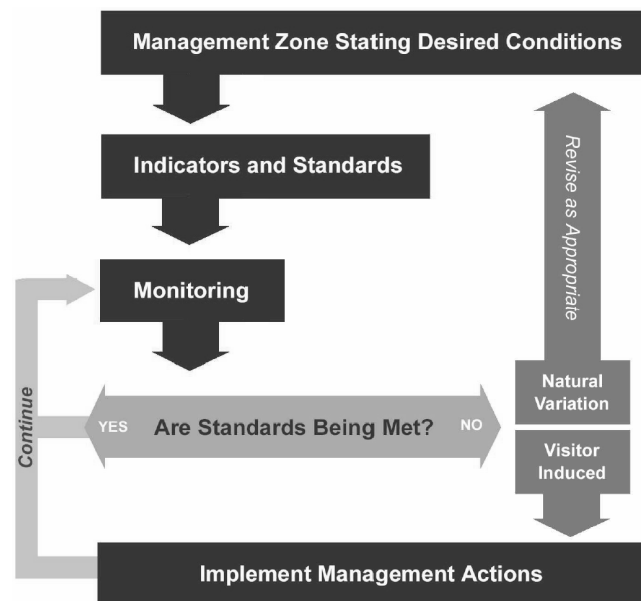 Management Zone Stating Desired Conditions
Indicators and Standards
Revise as Appropriate
Monitoring
Continue
YES
Are Standards Being Met?
NO
Natural
Variation
Visitor
Induced
Implement Management Actions